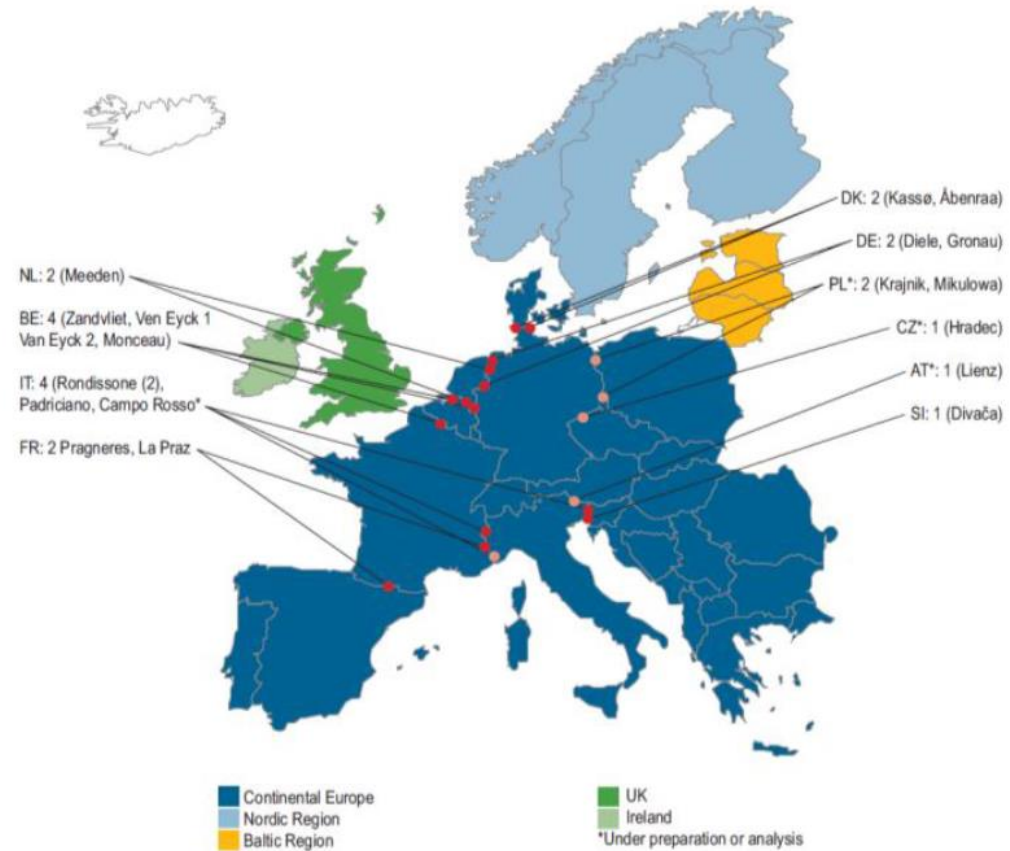 NL: 2 (Meeden)
BE: 4 (Zandvliet, Ven Eyck 1
Van Eyck 2, Monceau)
IT: 4 (Rondissone (2),
Padriciano, Campo Rosso*
FR: 2 Pragneres, La Praz
DK: 2 (Kassø, Åbenraa)
DE: 2 (Diele, Gronau)
PL*: 2 (Krajnik, Mikulowa)
CZ*: 1 (Hradec)
AT*: 1 (Lienz)
SI: 1 (Divača)
Continental Europe
Nordic Region
Baltic Region
UK
Ireland
*Under preparation or analysis